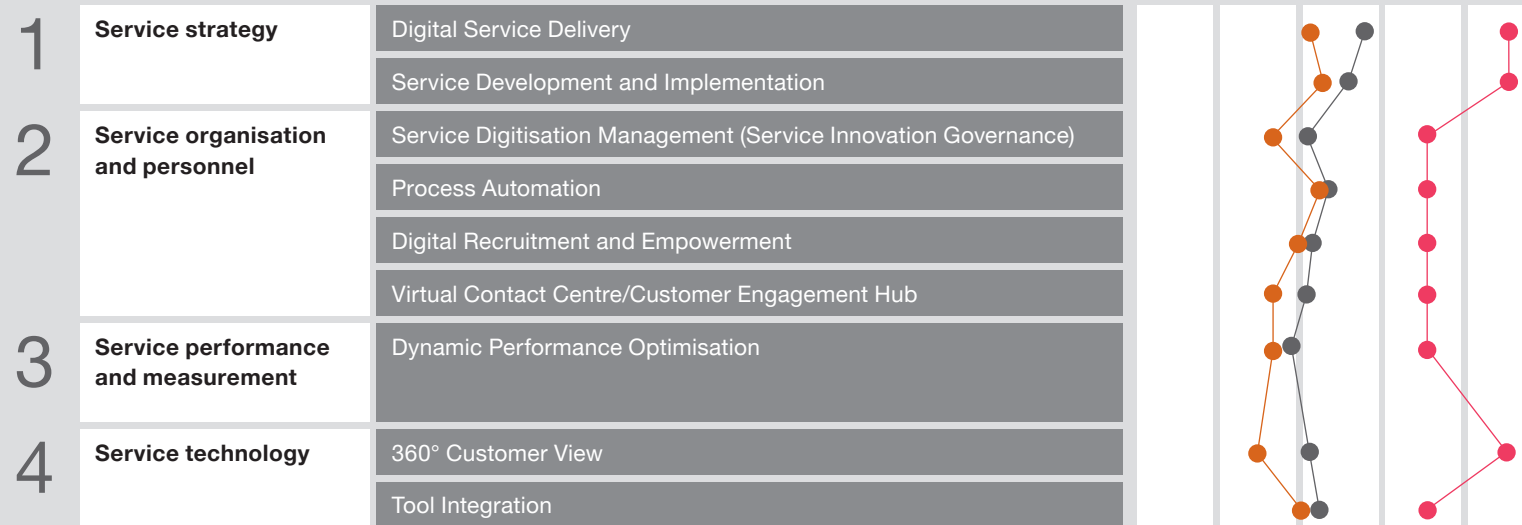 1
Service strategy
Digital Service Delivery
Service Development and Implementation
2
Service organisation
and personnel
Service Digitisation Management (Service Innovation Governance)
Process Automation
Digital Recruitment and Empowerment
Virtual Contact Centre/Customer Engagement Hub
3
Service performance
and measurement
Dynamic Performance Optimisation
4
Service technology
360° Customer View
Tool Integration